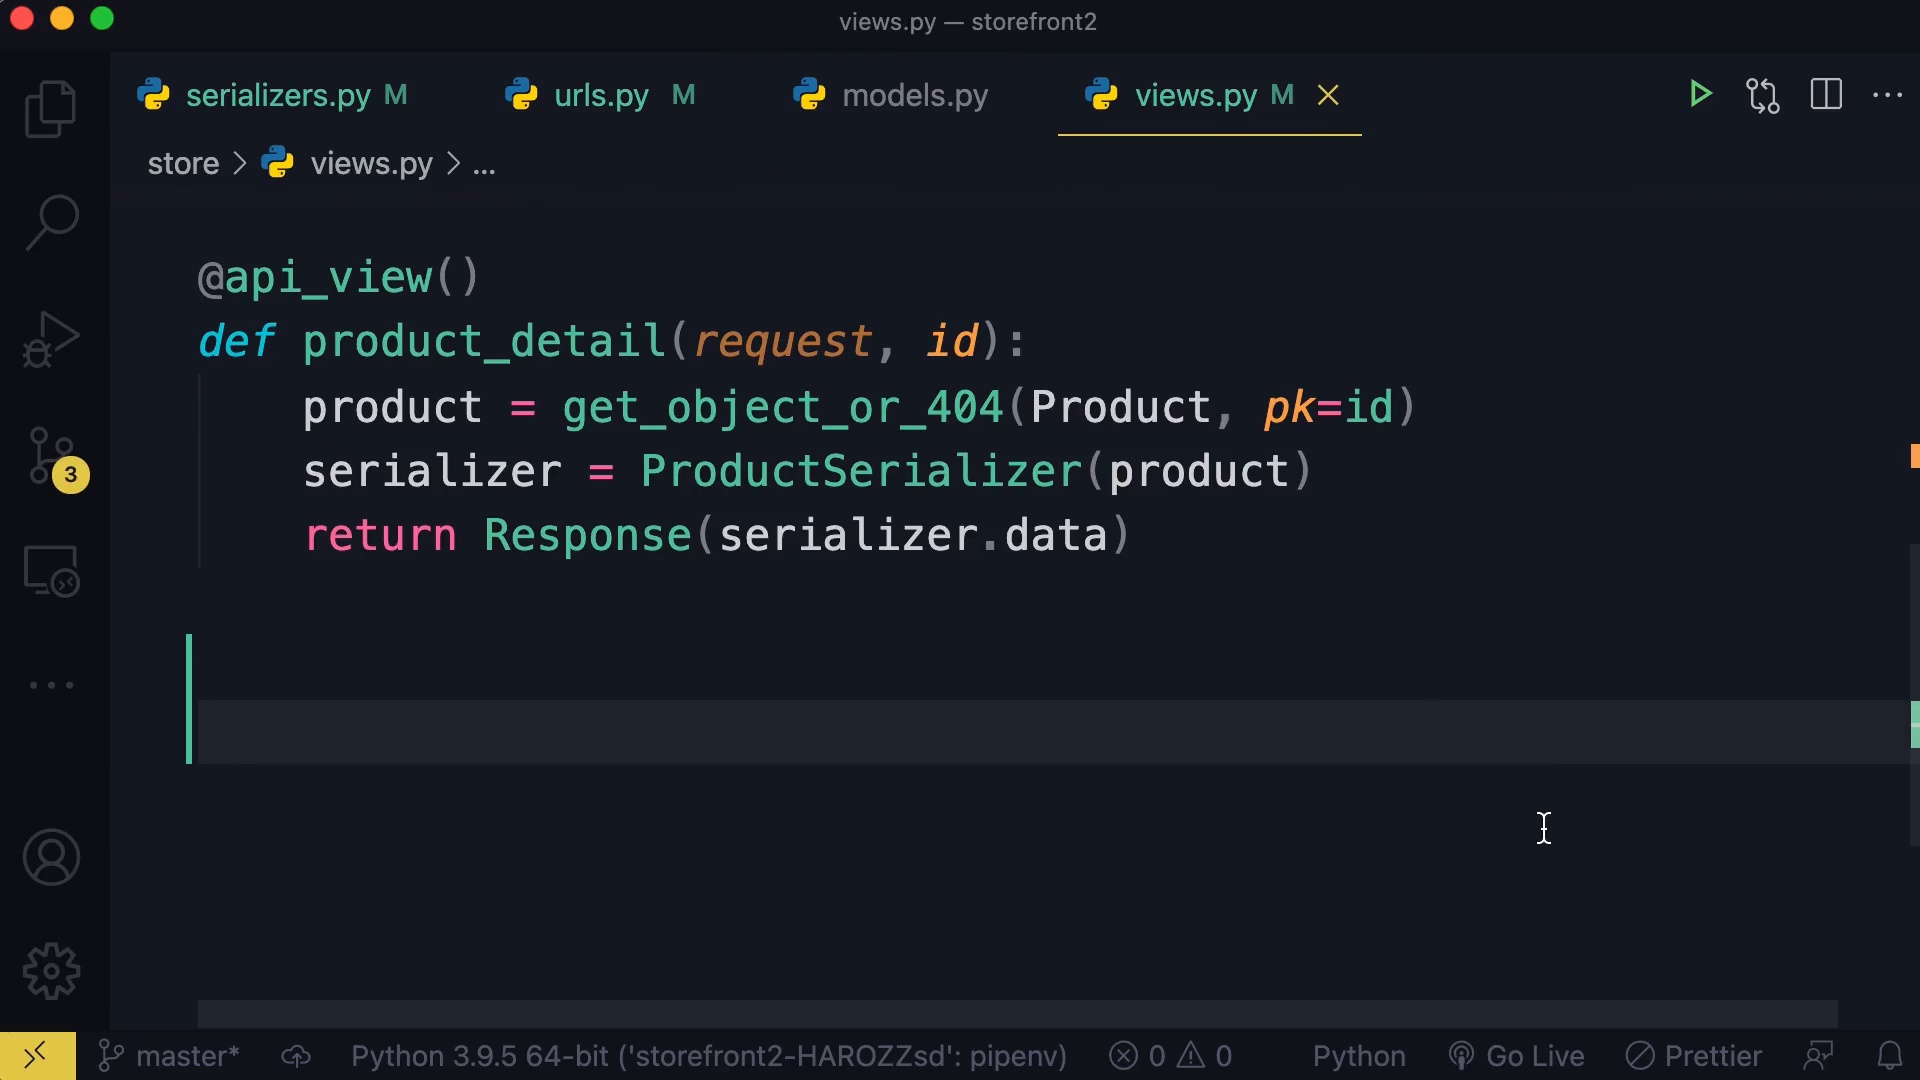 views.py — storefront2
serializers.py M urls.py M models.py views.py M
store > views.py > ...
@api_view()
def product_detail(request, id):
    product = get_object_or_404(Product, pk=id)
    serializer = ProductSerializer(product)
    return Response(serializer.data)
3
master* Python 3.9.5 64-bit ('storefront2-HAROZZsd': pipenv) 0 0 Python Go Live Prettier